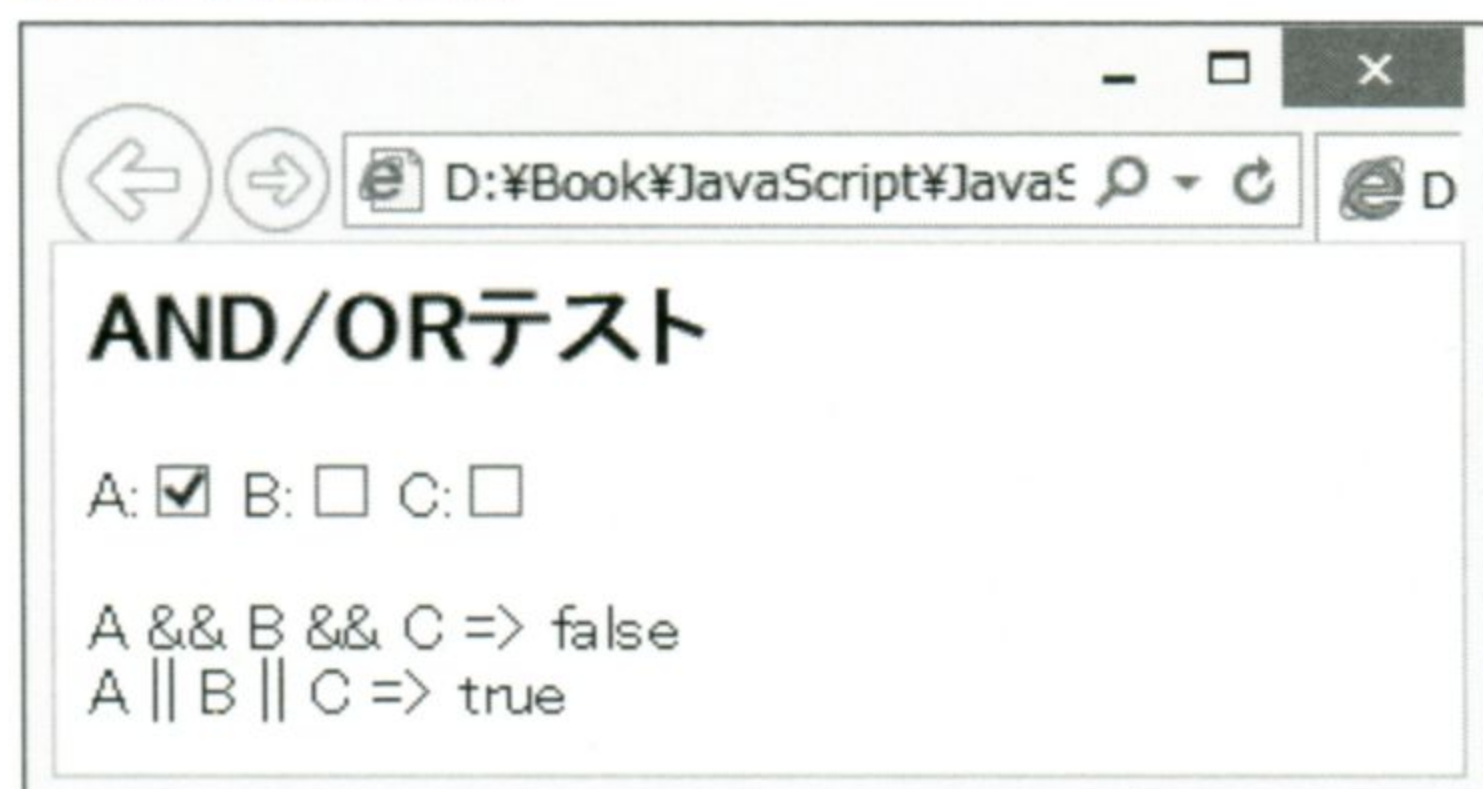 D:¥Book¥JavaScript¥JavaS
D
AND/ORテスト
A: B: C:
A && B && C => false
A || B || C => true